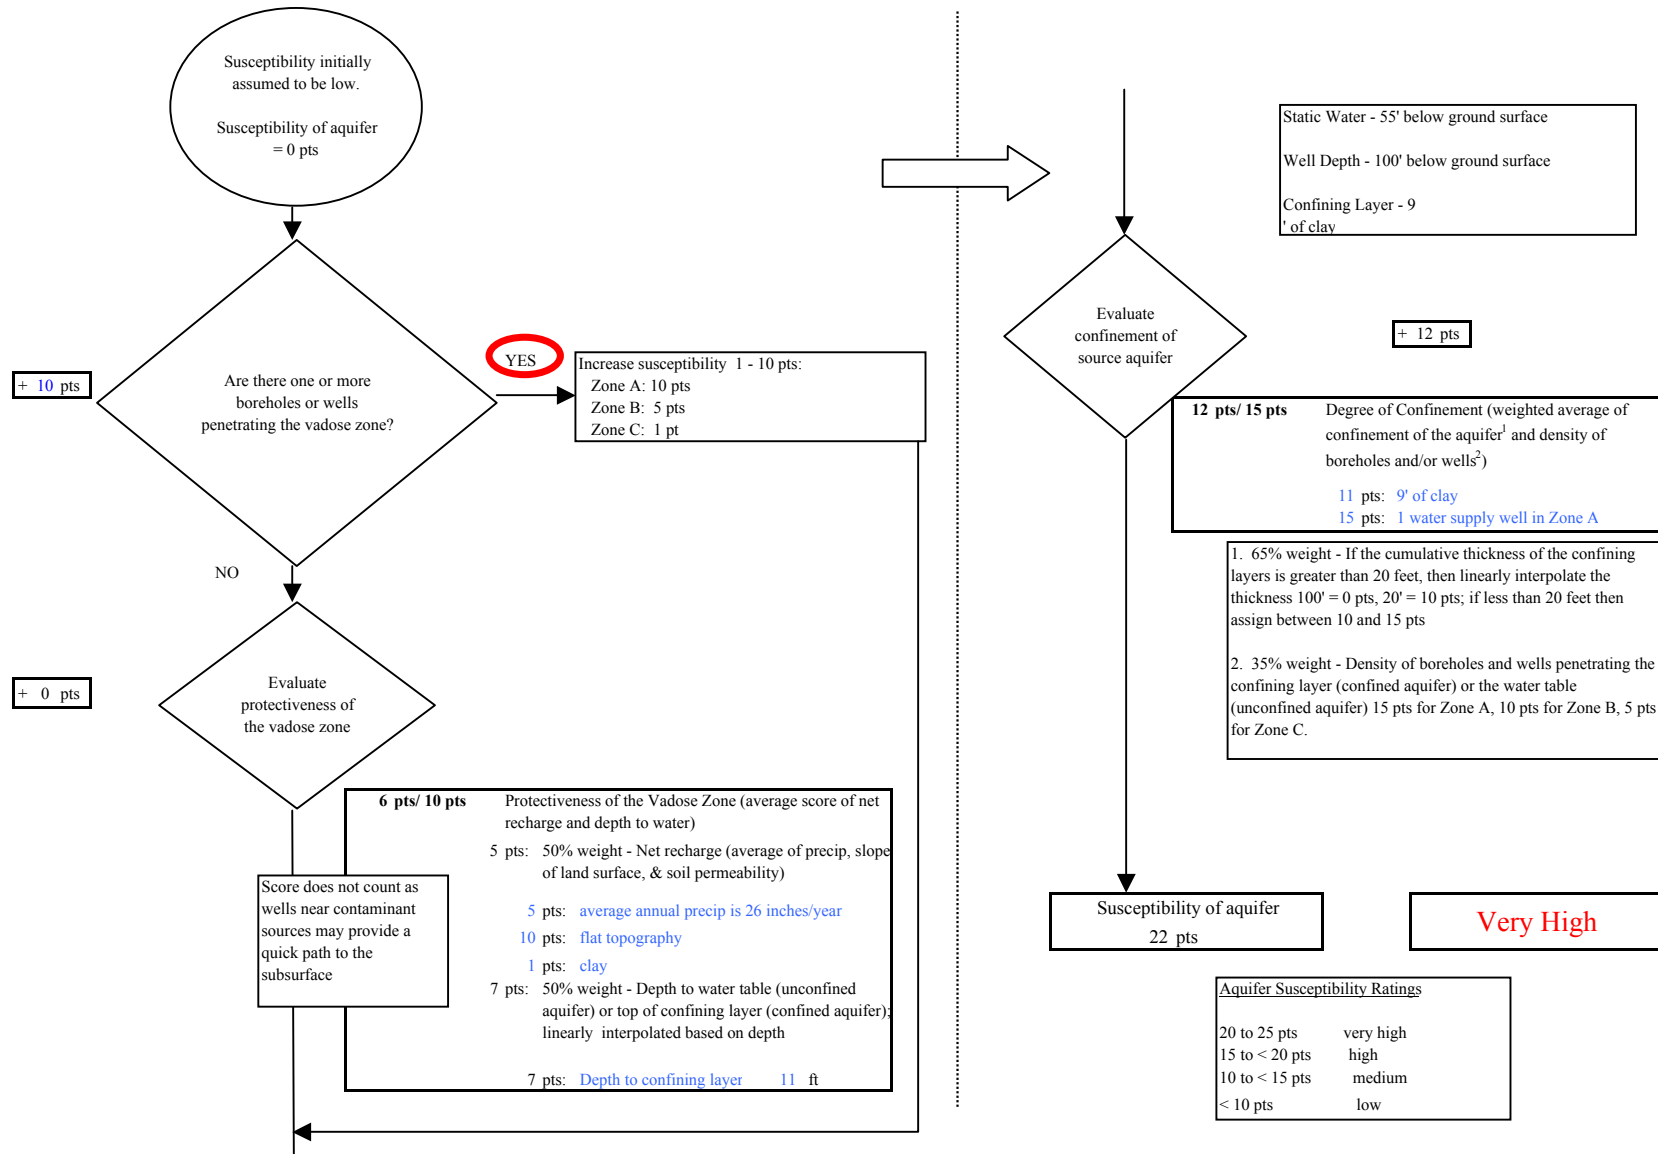 Susceptibility initially
assumed to be low.
Susceptibility of aquifer
= 0 pts
+ 10 pts
Are there one or more
boreholes or wells
penetrating the vadose zone?
YES
Increase susceptibility 1 - 10 pts:
Zone A: 10 pts
Zone B: 5 pts
Zone C: 1 pt
NO
+ 0 pts
Evaluate
protectiveness of
the vadose zone
Score does not count as
wells near contaminant
sources may provide a
quick path to the
subsurface
6 pts/ 10 pts Protectiveness of the Vadose Zone (average score of net
recharge and depth to water)
5 pts: 50% weight - Net recharge (average of precip, slope
of land surface, & soil permeability)
5 pts: average annual precip is 26 inches/year
10 pts: flat topography
1 pts: clay
7 pts: 50% weight - Depth to water table (unconfined
aquifer) or top of confining layer (confined aquifer);
linearly interpolated based on depth
7 pts: Depth to confining layer 11 ft
Static Water - 55' below ground surface
Well Depth - 100' below ground surface
Confining Layer - 9
' of clay
Evaluate
confinement of
source aquifer
+ 12 pts
12 pts/ 15 pts Degree of Confinement (weighted average of
confinement of the aquifer1 and density of
boreholes and/or wells2)
11 pts: 9' of clay
15 pts: 1 water supply well in Zone A
1. 65% weight - If the cumulative thickness of the confining
layers is greater than 20 feet, then linearly interpolate the
thickness 100' = 0 pts, 20' = 10 pts; if less than 20 feet then
assign between 10 and 15 pts
2. 35% weight - Density of boreholes and wells penetrating the
confining layer (confined aquifer) or the water table
(unconfined aquifer) 15 pts for Zone A, 10 pts for Zone B, 5 pts
for Zone C.
Susceptibility of aquifer
22 pts
Very High
Aquifer Susceptibility Ratings
20 to 25 pts very high
15 to < 20 pts high
10 to < 15 pts medium
< 10 pts low